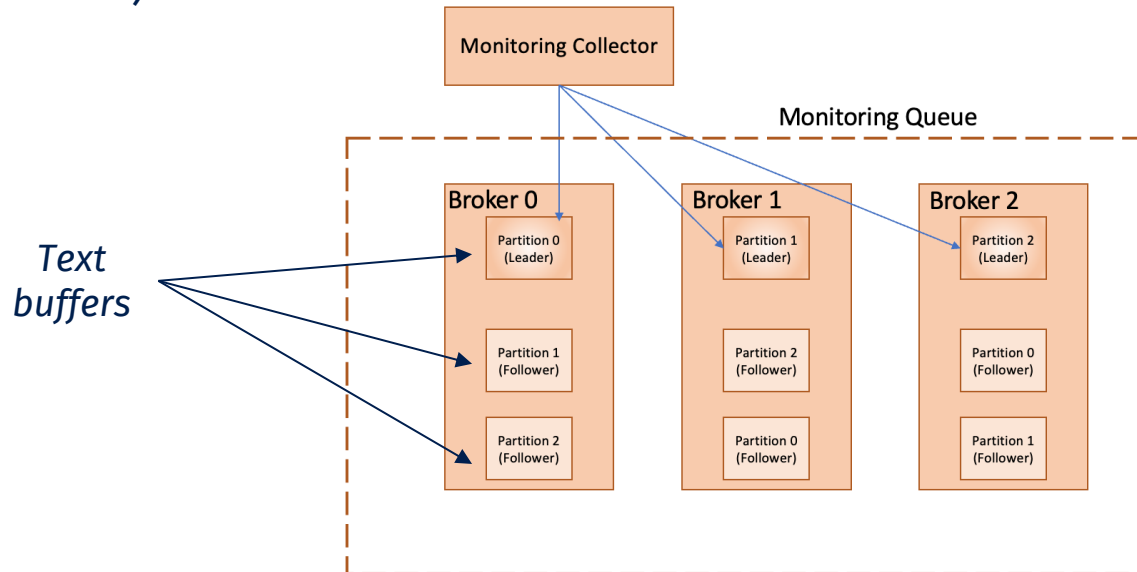 Monitoring Collector
Monitoring Queue
Text
buffers
Broker 0
Partition 0
(Leader)
Partition 1
(Follower)
Partition 2
(Follower)
Broker 1
Partition 1
(Leader)
Partition 2
(Follower)
Partition 0
(Follower)
Broker 2
Partition 2
(Leader)
Partition 0
(Follower)
Partition 1
(Follower)